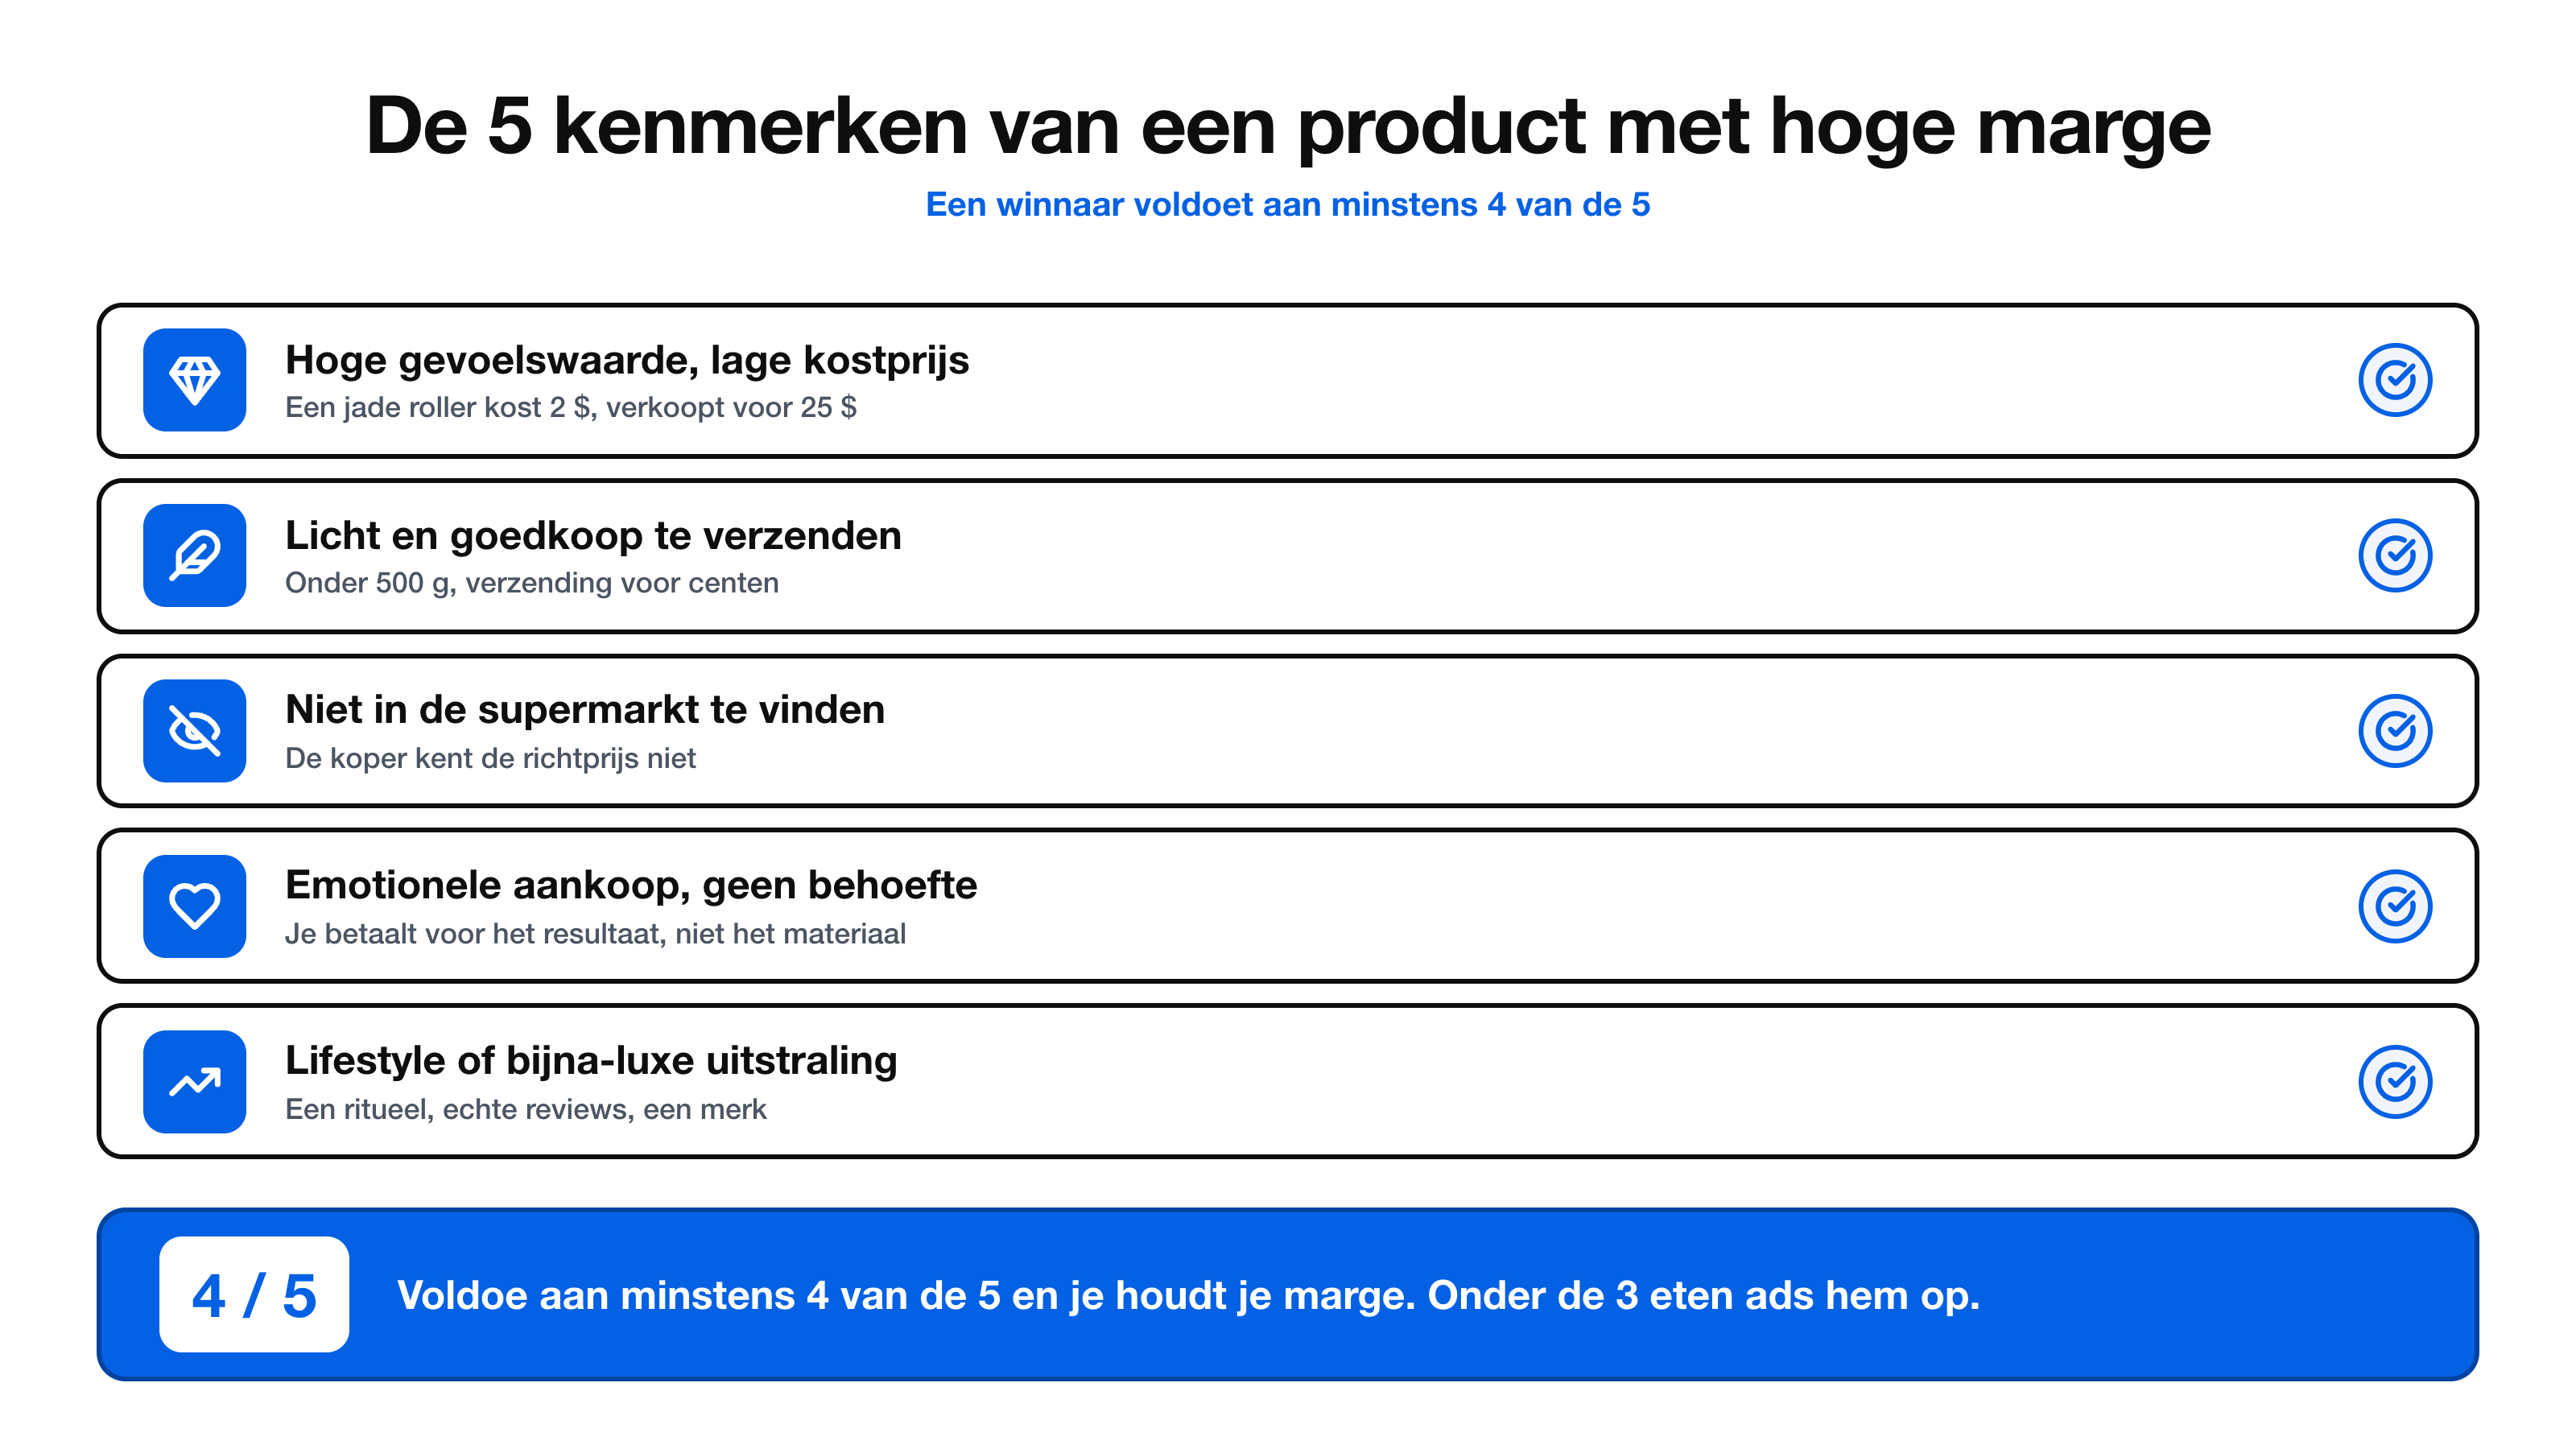 De 5 kenmerken van een product met hoge marge
Een winnaar voldoet aan minstens 4 van de 5
Hoge gevoelswaarde, lage kostprijs
Een jade roller kost 2 $, verkoopt voor 25 $
Licht en goedkoop te verzenden
Onder 500 g, verzending voor centen
Niet in de supermarkt te vinden
De koper kent de richtprijs niet
Emotionele aankoop, geen behoefte
Je betaalt voor het resultaat, niet het materiaal
Lifestyle of bijna-luxe uitstraling
Een ritueel, echte reviews, een merk
4 / 5
Voldoe aan minstens 4 van de 5 en je houdt je marge. Onder de 3 eten ads hem op.